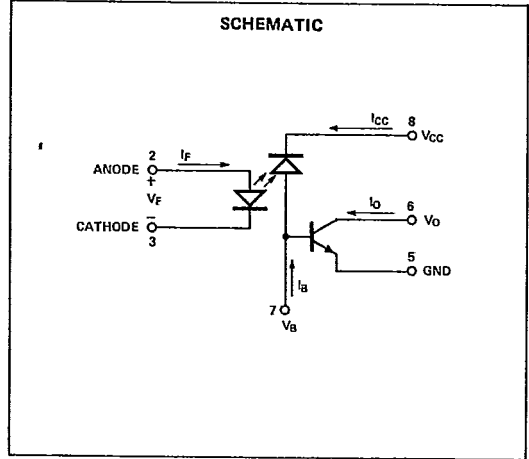 SCHEMATIC
ICC
8
VCC
2
IF
ANODE
+
VF
IO
6
VO
CATHODE
–
3
5
GND
IB
7
VB